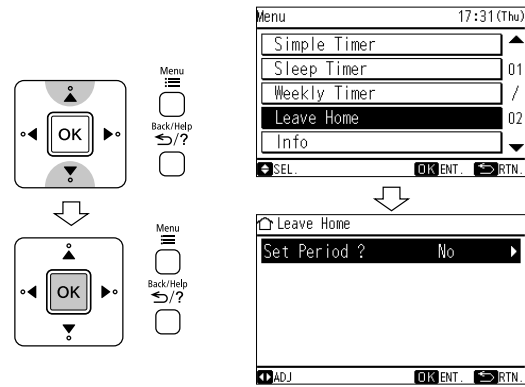 Menu
Back/Help
/?
OK
Menu
Back/Help
/?
OK
Menu 17:31(Thu)
Simple Timer
Sleep Timer 01
Weekly Timer /
Leave Home 02
Info
SEL. OK ENT. RTN.
Leave Home
Set Period ? No
ADJ OK ENT. RTN.